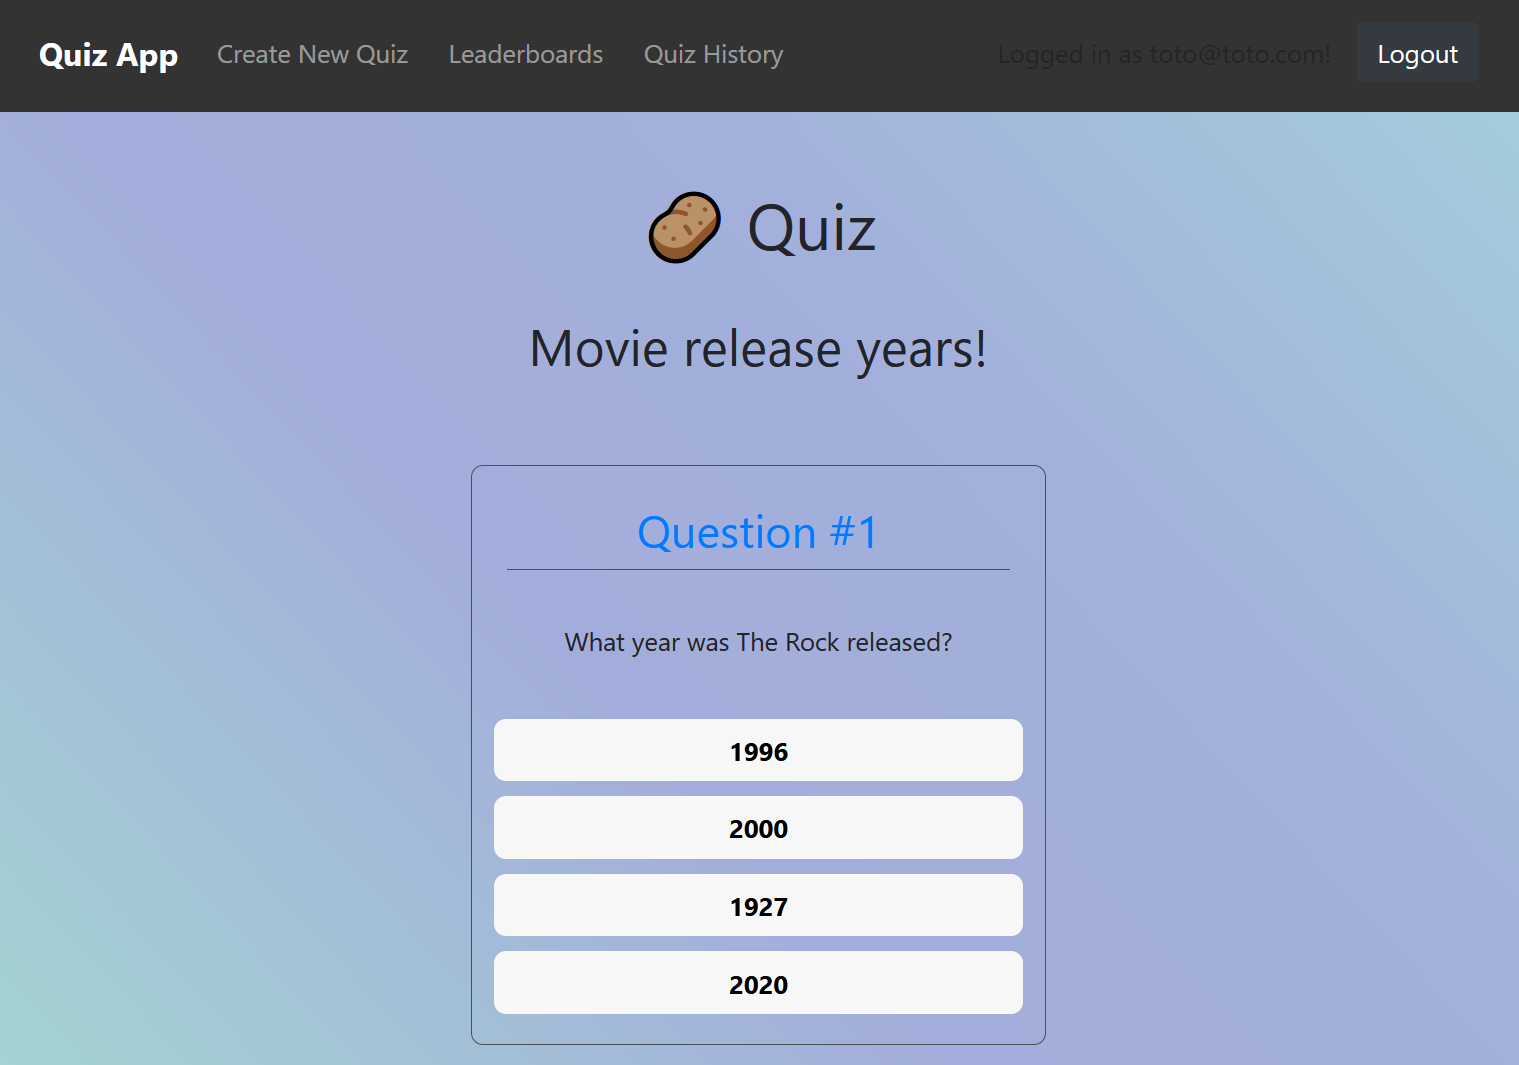 Quiz App Create New Quiz Leaderboards Quiz History Logged in as toto@toto.com! Logout
Quiz
Movie release years!
Question #1
What year was The Rock released?
1996
2000
1927
2020